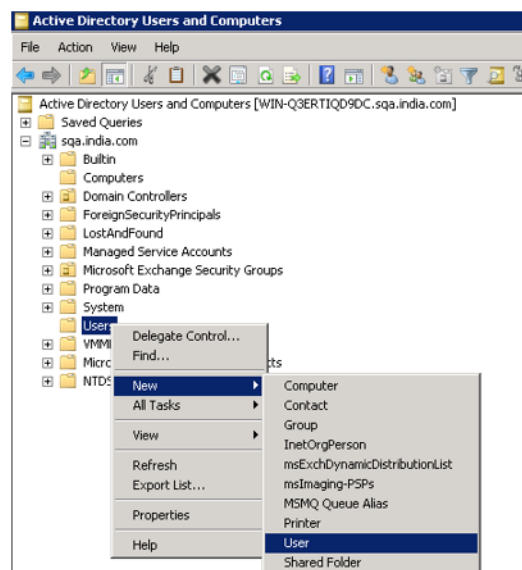 Active Directory Users and Computers
File Action View Help
Active Directory Users and Computers [WIN-Q3ERTIQD9DC.sqa.india.com]
Saved Queries
sqa.india.com
Builtin
Computers
Domain Controllers
ForeignSecurityPrincipals
LostAndFound
Managed Service Accounts
Microsoft Exchange Security Groups
Program Data
System
Users
Delegate Control...
Find...
New
All Tasks
View
Refresh
Export List...
Properties
Help
Computer
Contact
Group
InetOrgPerson
msExchDynamicDistributionList
msImaging-PSPs
MSMQ Queue Alias
Printer
User
Shared Folder